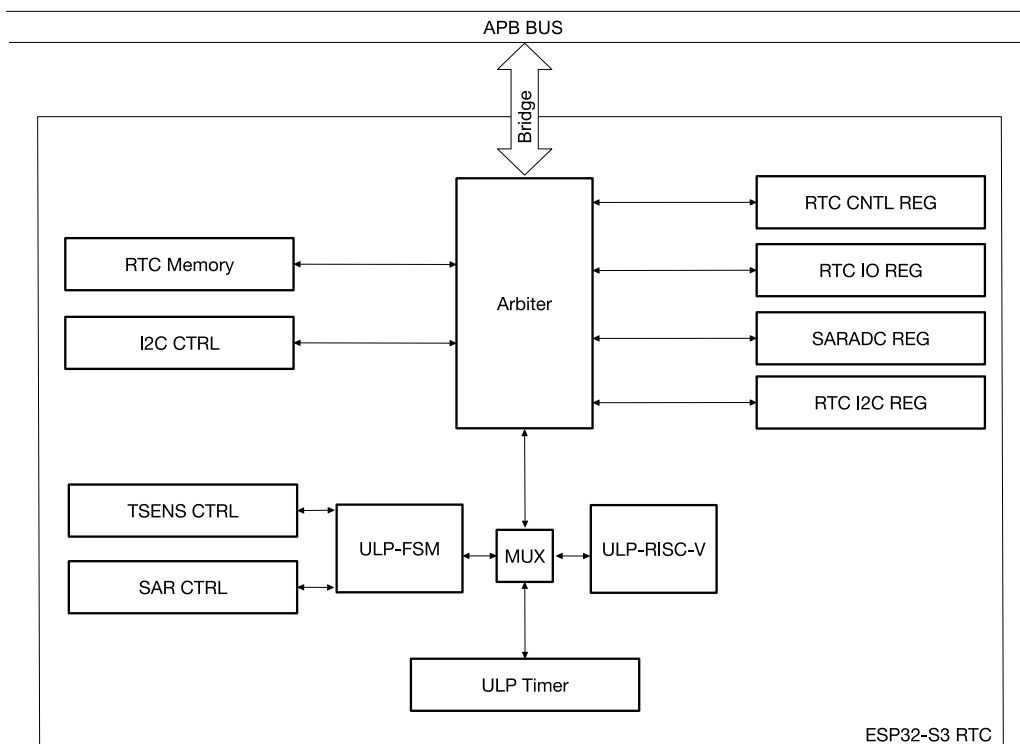 APB BUS
Bridge
RTC CNTL REG
RTC Memory
RTC IO REG
Arbiter
I2C CTRL
SARADC REG
RTC I2C REG
TSENS CTRL
ULP-FSM
MUX
ULP-RISC-V
SAR CTRL
ULP Timer
ESP32-S3 RTC